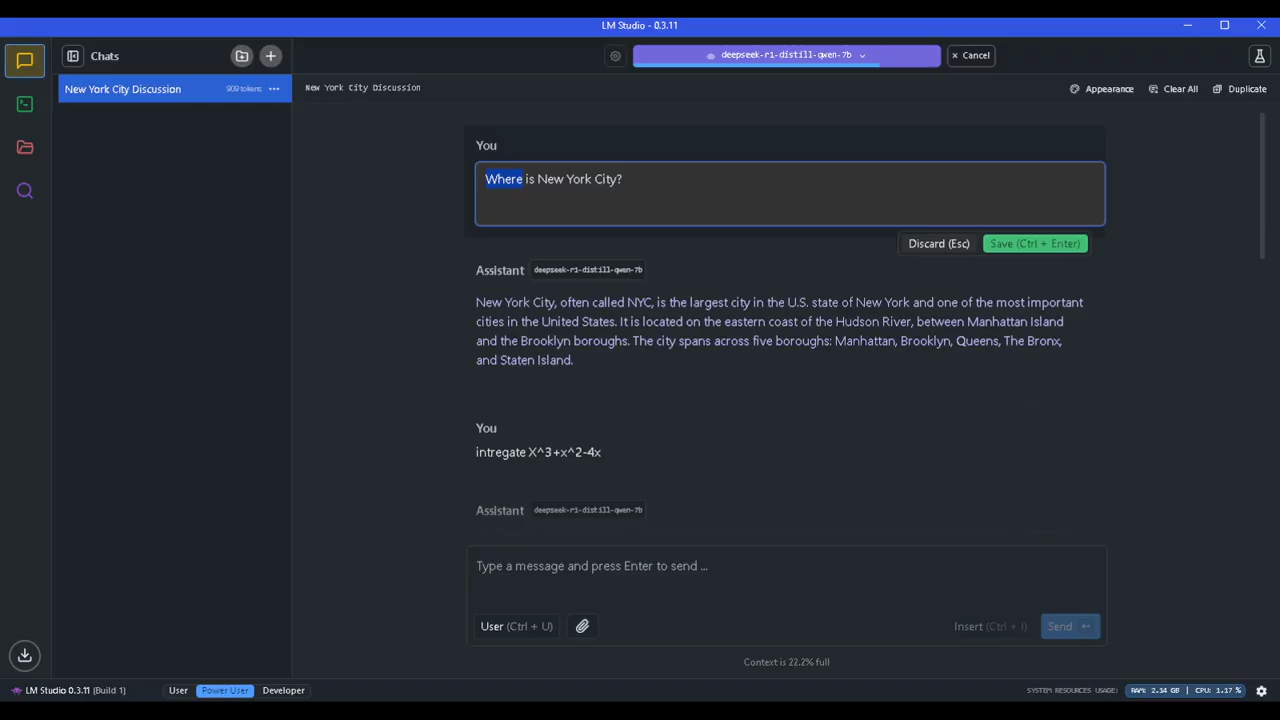 LM Studio - 0.3.11
Chats
deepseek-r1-distill-qwen-7b
Cancel
New York City Discussion
909 tokens
New York City Discussion
Appearance
Clear All
Duplicate
You
Where is New York City?
Discard (Esc)
Save (Ctrl + Enter)
Assistant deepseek-r1-distill-qwen-7b
New York City, often called NYC, is the largest city in the U.S. state of New York and one of the most important
cities in the United States. It is located on the eastern coast of the Hudson River, between Manhattan Island
and the Brooklyn boroughs. The city spans across five boroughs: Manhattan, Brooklyn, Queens, The Bronx,
and Staten Island.
You
intregate X^3+x^2-4x
Assistant deepseek-r1-distill-qwen-7b
Type a message and press Enter to send ...
User (Ctrl + U)
Insert (Ctrl + I)
Send
Context is 22.2% full
LM Studio 0.3.11 (Build 1)
User
Power User
Developer
SYSTEM RESOURCES USAGE:
RAM: 2.14 GB | CPU: 1.17 %